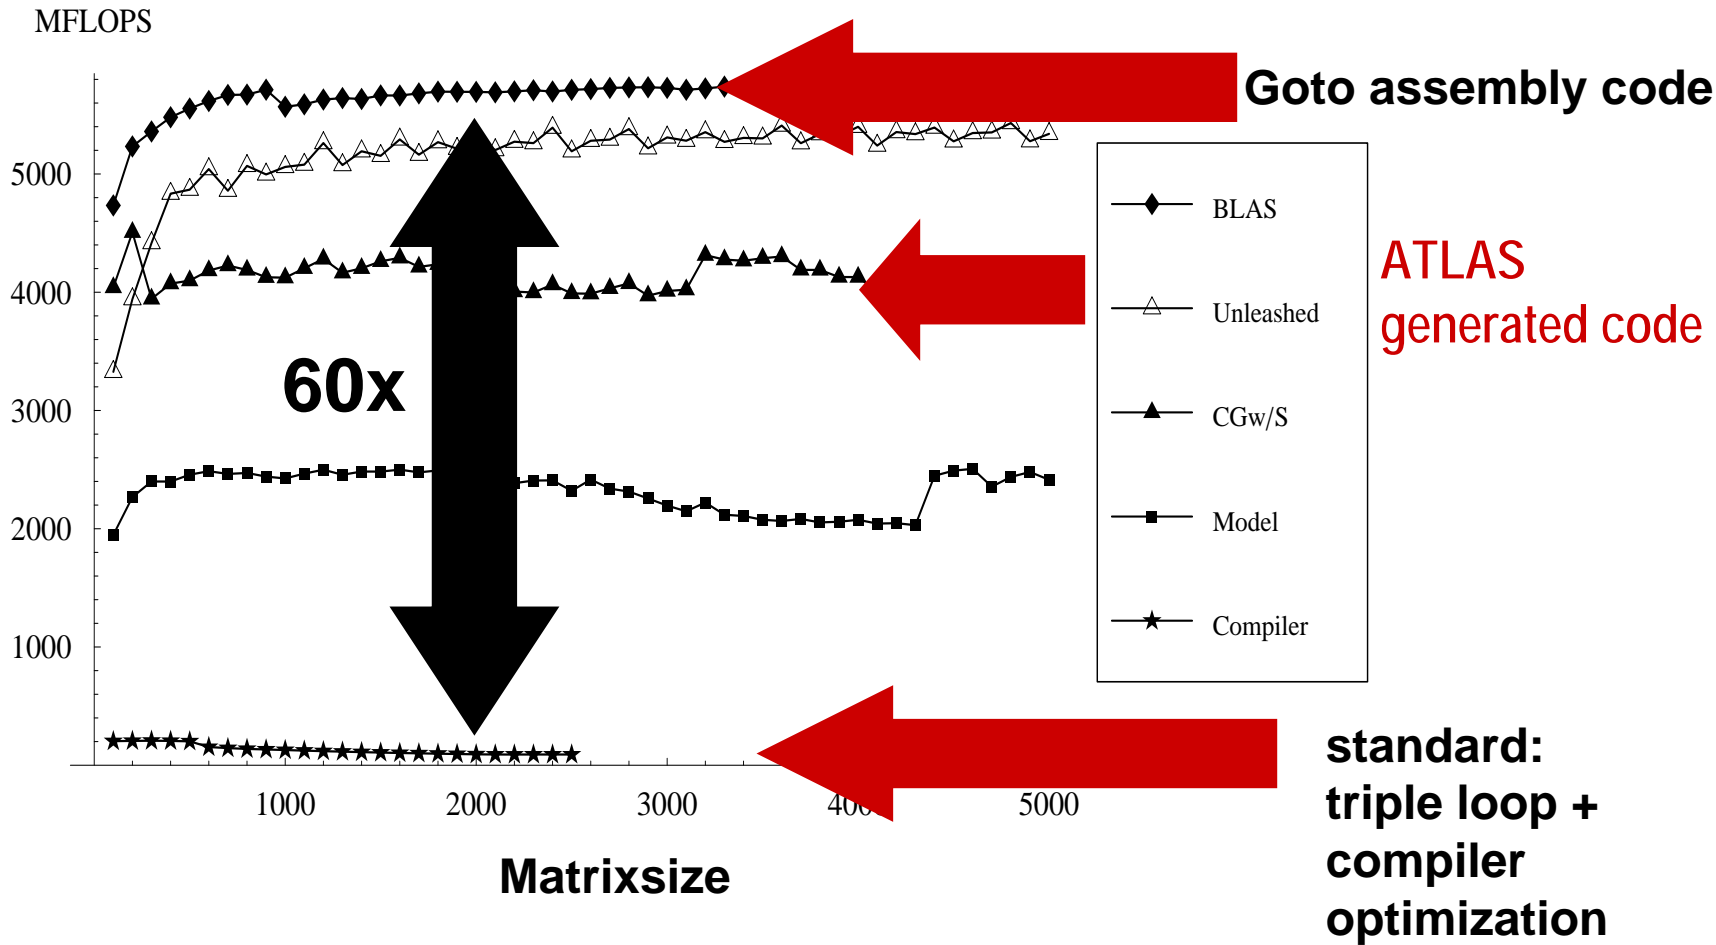 MFLOPS
Goto assembly code
5000
BLAS
ATLAS
generated code
4000
Unleashed
60x
3000
CGw/S
2000
Model
1000
Compiler
standard:
triple loop +
compiler
optimization
1000
2000
3000
5000
Matrixsize